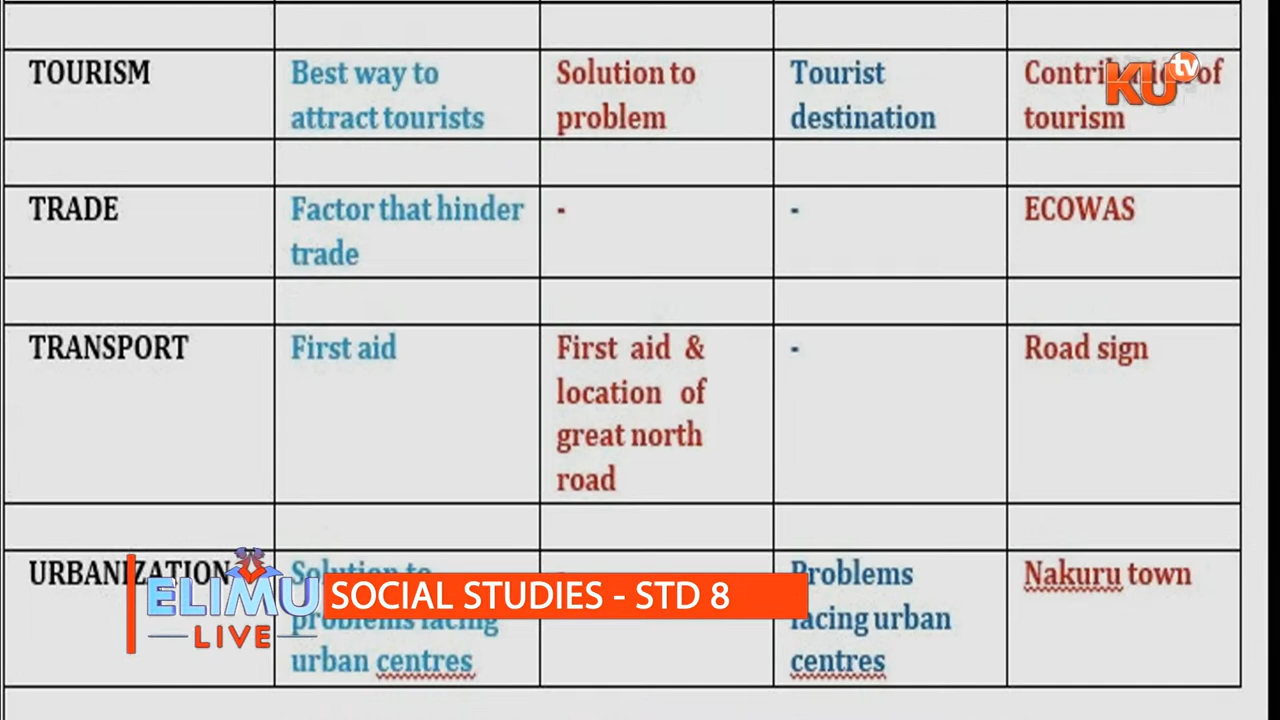 TOURISM
Best way to
attract tourists
Solution to
problem
Tourist
destination
of
tourism
KU tv
TRADE
Factor that hinder
trade
-
-
ECOWAS
TRANSPORT
First aid
First aid &
location of
great north
road
-
Road sign
URBANIZATION
Solution to
problems facing
urban centres
-
Problems
facing urban
centres
Nakuru town
ELIMU
LIVE
SOCIAL STUDIES - STD 8